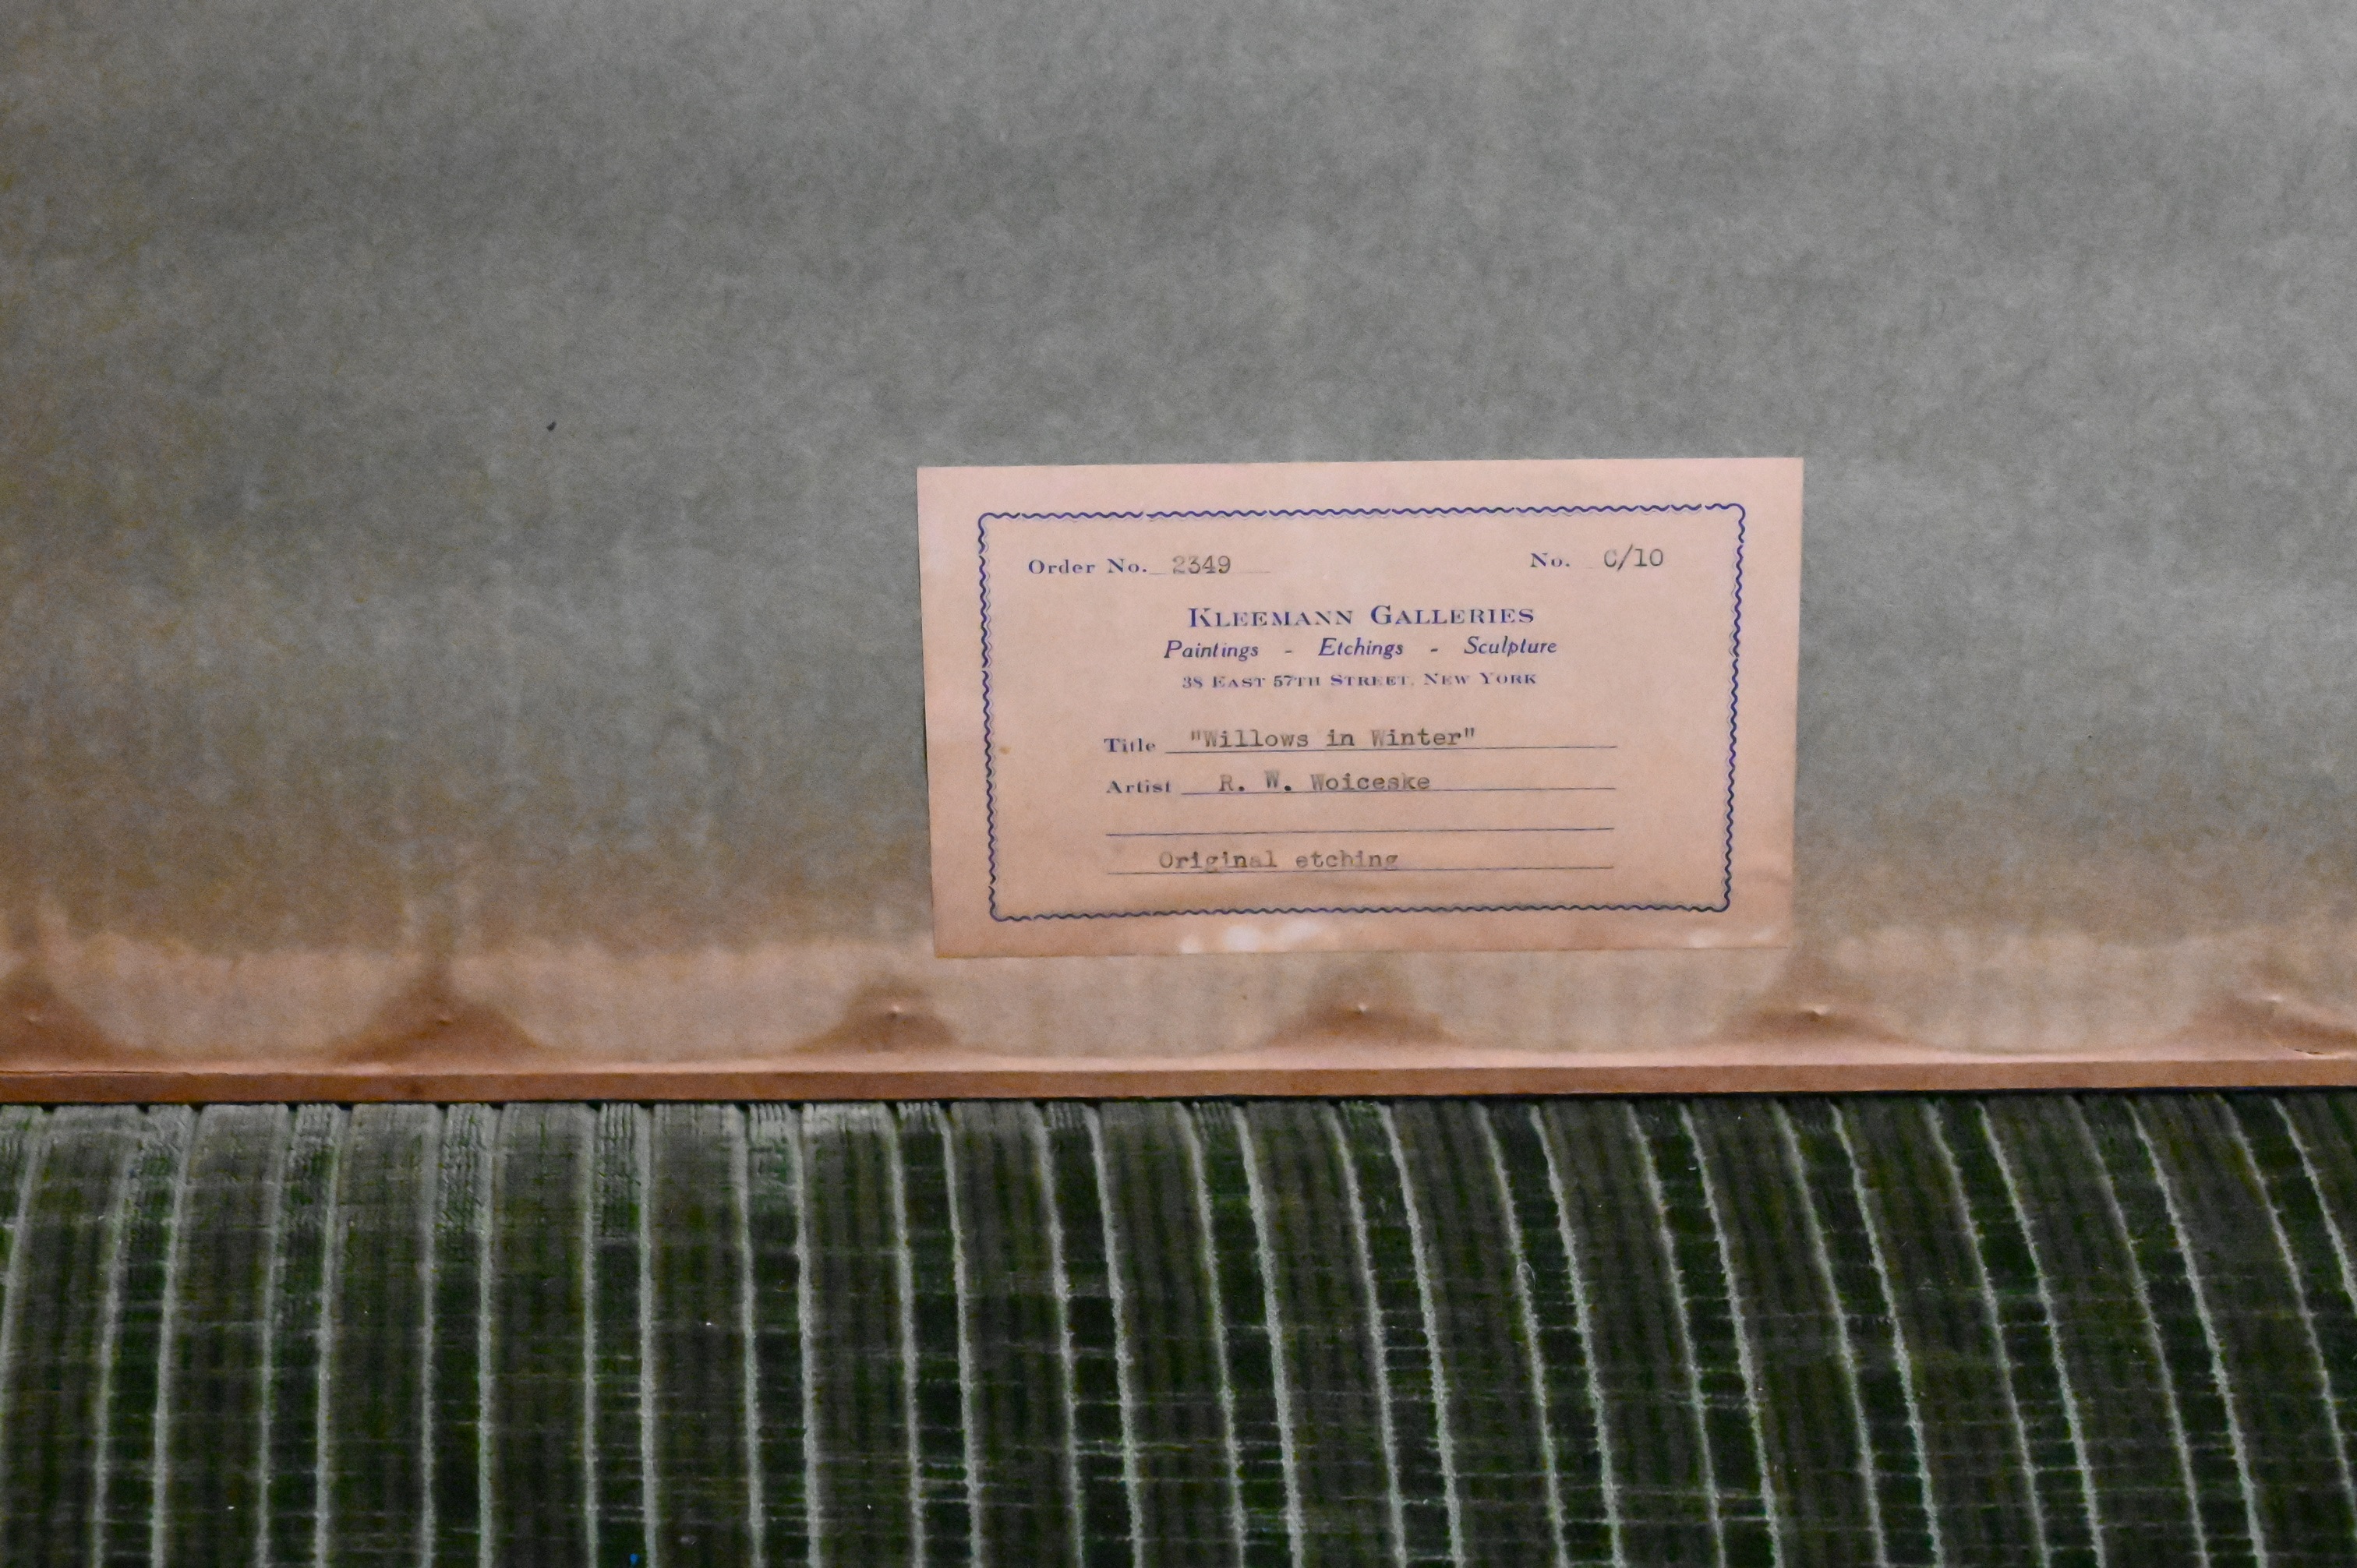 Order No. 2349 No. C/10
KLEEMANN GALLERIES
Paintings - Etchings - Sculpture
38 EAST 57TH STREET, NEW YORK
Title "Willows in Winter"
Artist R. W. Woiceske
Original etching